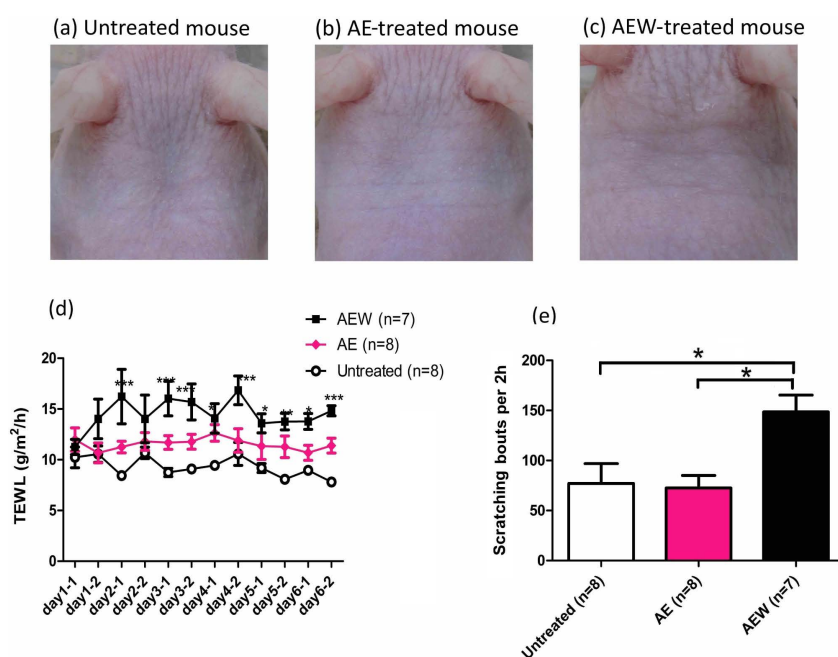 (a) Untreated mouse
(b) AE-treated mouse
(c) AEW-treated mouse
(d)
AEW (n=7)
AE (n=8)
Untreated (n=8)
TEWL (g/m²/h)
20
15
10
5
0
*** *** *** * *** * ** * ***
day1-1
day1-2
day2-1
day2-2
day3-1
day3-2
day4-1
day4-2
day5-1
day5-2
day6-1
day6-2
(e)
Scratching bouts per 2h
200
150
100
50
0
*
*
Untreated (n=8)
AE (n=8)
AEW (n=7)